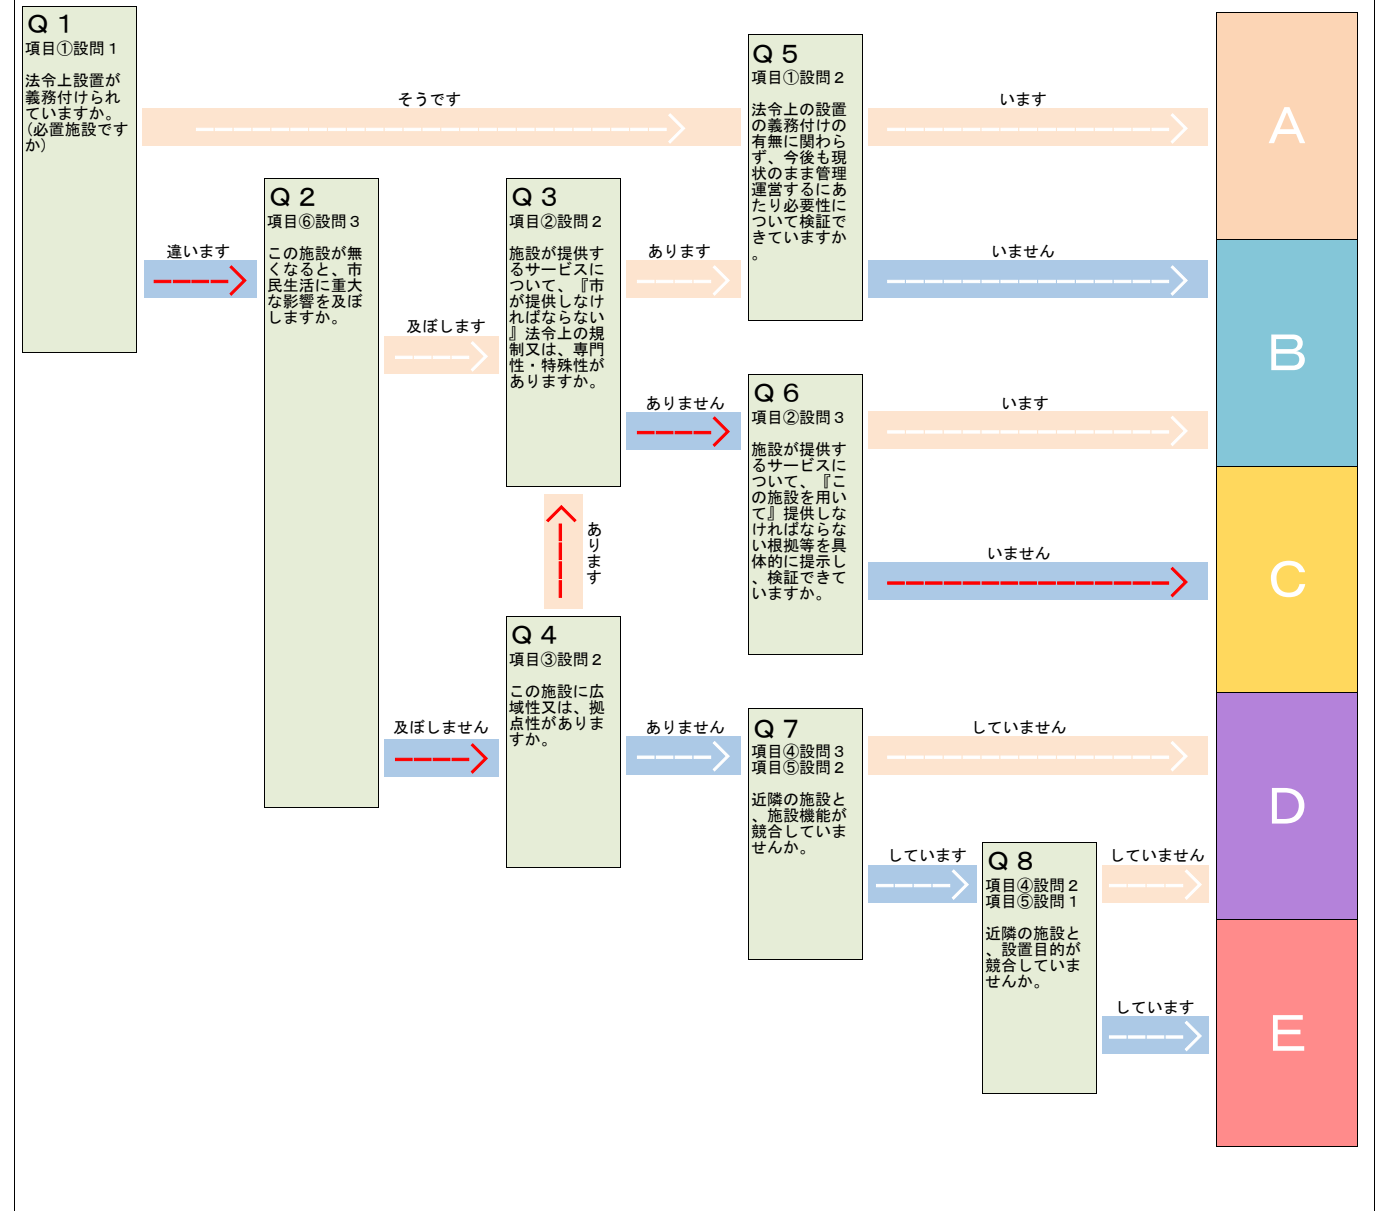 Ｑ１
項目①設問１
法令上設置が
義務付けられ
ていますか。
（必置施設です
か）
そうです
違います
Ｑ２
項目⑥設問３
この施設が無
くなると、市
民生活に重大
な影響を及ぼ
しますか。
及ぼします
及ぼしません
Ｑ３
項目②設問２
施設が提供す
るサービスに
ついて、『市
が提供しなけ
ればならない
』法令上の規
制又は、専門
性・特殊性が
ありますか。
あります
ありません
あります
Ｑ４
項目③設問２
この施設に広
域性又は、拠
点性がありま
すか。
ありません
Ｑ５
項目①設問２
法令上の設置
の義務付けの
有無に関わら
ず、今後も現
状のまま管理
運営するにあ
たり必要性に
ついて検証で
きていますか
。
います
いません
Ｑ６
項目②設問３
施設が提供す
るサービスに
ついて、『こ
の施設を用い
て』提供しな
ければならな
い根拠等を具
体的に提示し
、検証できて
いますか。
います
いません
Ｑ７
項目④設問３
項目⑤設問２
近隣の施設と
、施設機能が
競合していま
せんか。
していません
しています
Ｑ８
項目④設問２
項目⑤設問１
近隣の施設と
、設置目的が
競合していま
せんか。
していません
しています
A
B
C
D
E